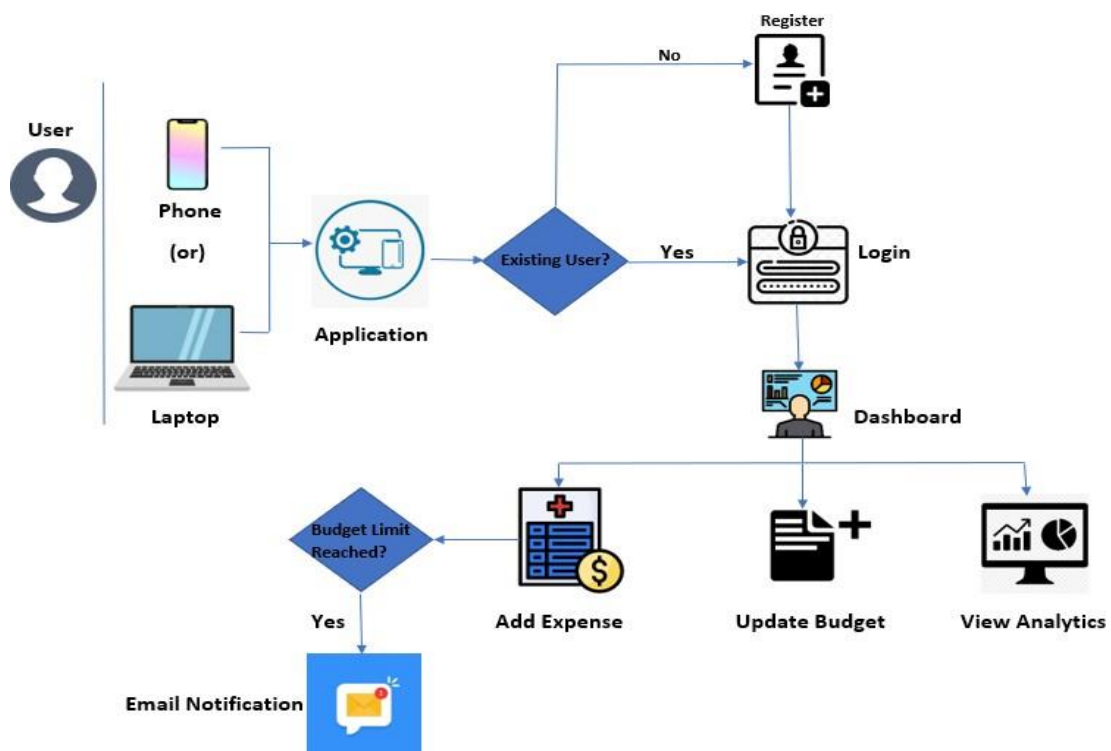 Register
No
User
Phone
(or)
Existing User?
Yes
Login
Application
Laptop
Dashboard
Budget Limit
Reached?
Yes
Add Expense
Update Budget
View Analytics
Email Notification